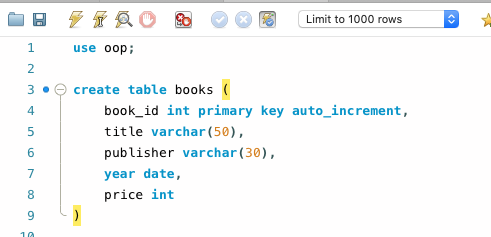 Limit to 1000 rows
1 use oop;
2
3 create table books (
4 book_id int primary key auto_increment,
5 title varchar(50),
6 publisher varchar(30),
7 year date,
8 price int
9 )
10